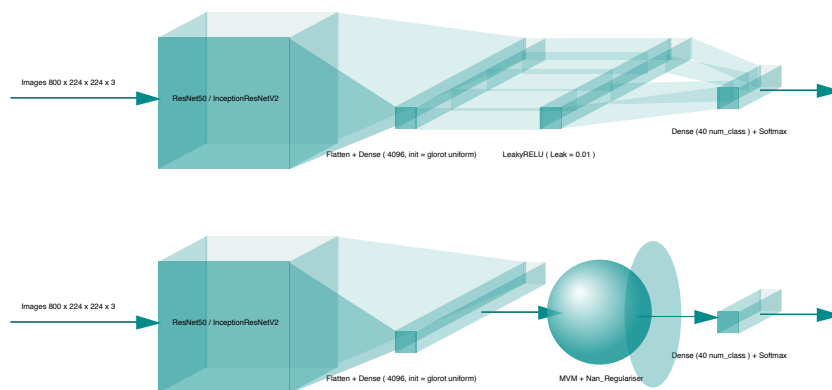 Images 800 x 224 x 224 x 3
ResNet50 / InceptionResNetV2
Dense (40 num_class ) + Softmax
Flatten + Dense ( 4096, init = glorot uniform)
LeakyRELU ( Leak = 0.01 )
Images 800 x 224 x 224 x 3
ResNet50 / InceptionResNetV2
Dense (40 num_class ) + Softmax
Flatten + Dense ( 4096, init = glorot uniform)
MVM + Nan_Regulariser